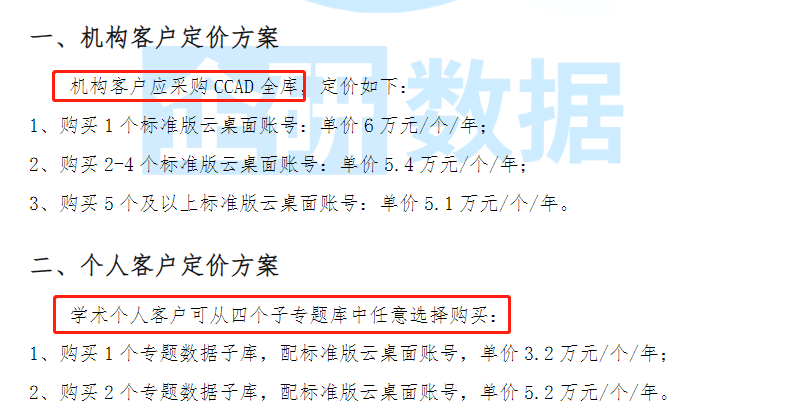 一、机构客户定价方案
机构客户应采购 CCAD 全库，定价如下：
1、购买 1 个标准版云桌面账号：单价 6 万元/个/年；
2、购买 2-4 个标准版云桌面账号：单价 5.4 万元/个/年；
3、购买 5 个及以上标准版云桌面账号：单价 5.1 万元/个/年。
二、个人客户定价方案
学术个人客户可从四个子专题库中任意选择购买：
1、购买 1 个专题数据子库，配标准版云桌面账号，单价 3.2 万元/个/年；
2、购买 2 个专题数据子库，配标准版云桌面账号，单价 5.2 万元/个/年。
数据